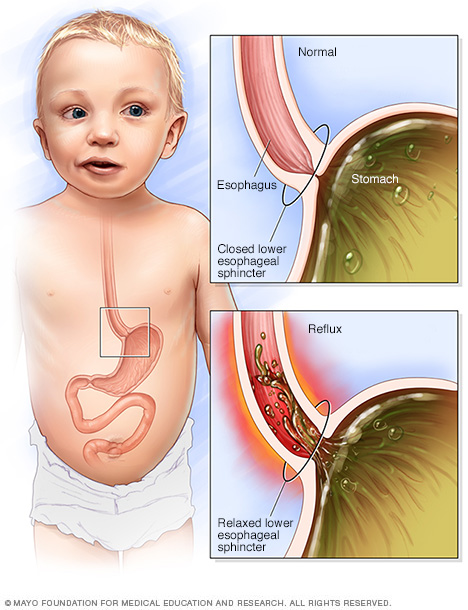 Normal
Esophagus
Stomach
Closed lower
esophageal
sphincter
Reflux
Relaxed lower
esophageal
sphincter
© MAYO FOUNDATION FOR MEDICAL EDUCATION AND RESEARCH. ALL RIGHTS RESERVED.